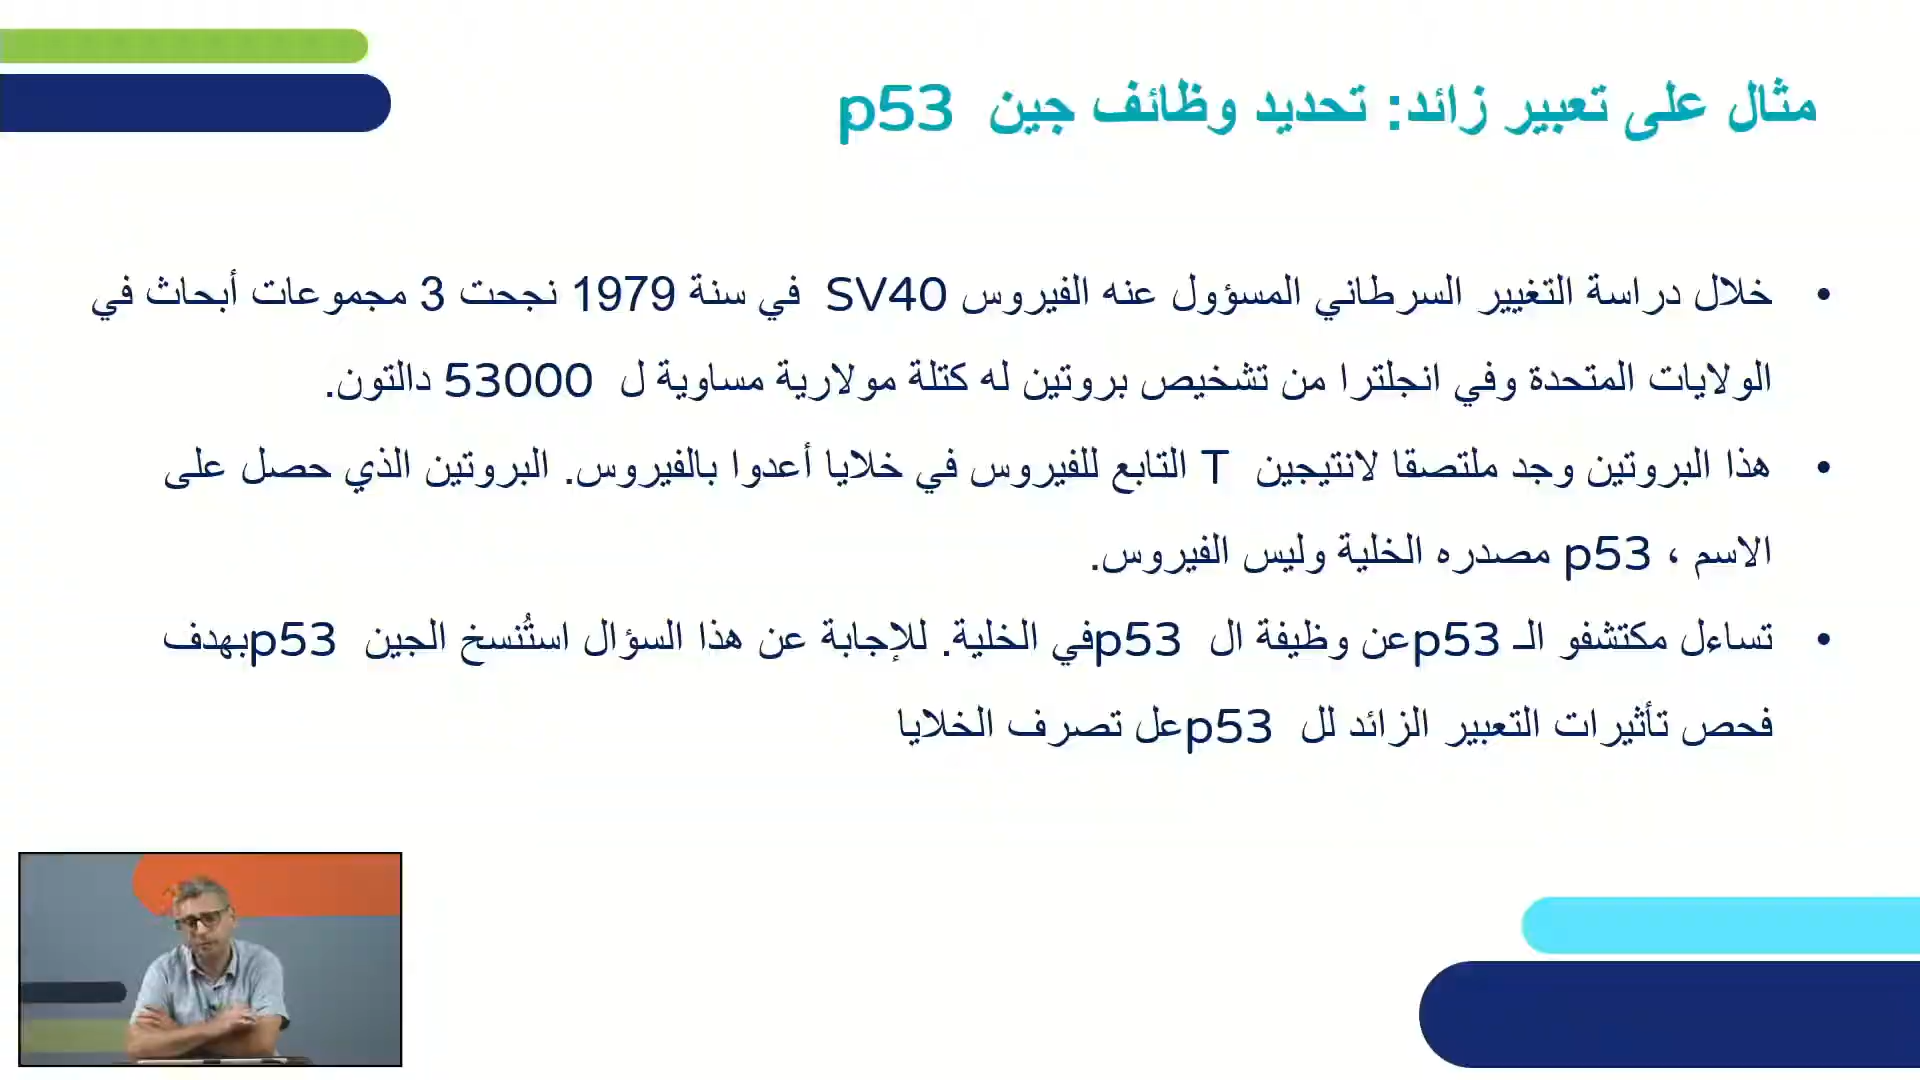 مثال على تعبير زائد: تحديد وظائف جين p53
• خلال دراسة التغيير السرطاني المسؤول عنه الفيروس SV40 في سنة 1979 نجحت 3 مجموعات أبحاث في
الولايات المتحدة وفي انجلترا من تشخيص بروتين له كتلة مولارية مساوية ل 53000 دالتون.
• هذا البروتين وجد ملتصقا لانتيجين T التابع للفيروس في خلايا أعدوا بالفيروس. البروتين الذي حصل على
الاسم ، p53 مصدره الخلية وليس الفيروس.
• تساءل مكتشفو الـ p53عن وظيفة ال p53في الخلية. للإجابة عن هذا السؤال استُنسخ الجين p53بهدف
فحص تأثيرات التعبير الزائد لل p53عل تصرف الخلايا